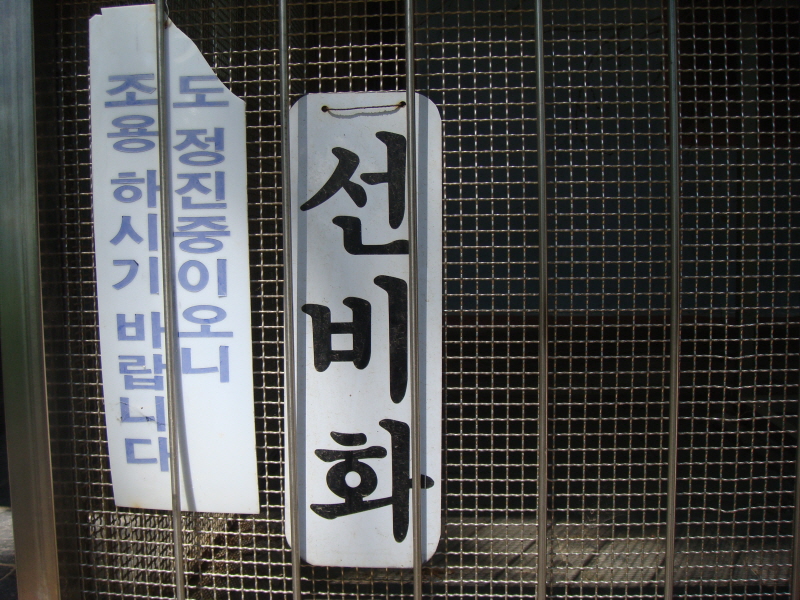 도 정진중이오니
조용 하시기 바랍니다
선비화